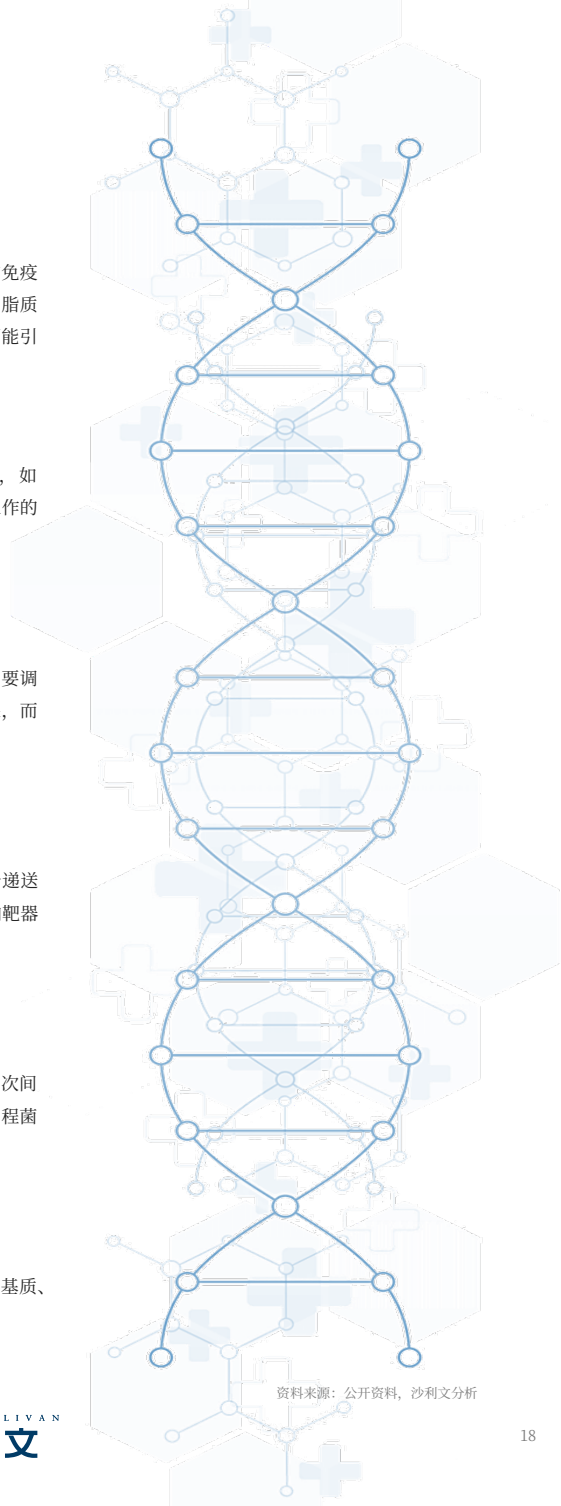 免疫
脂质
能引
，如
作的
要调
，而
递送
靶器
次间
程菌
基质、
资料来源：公开资料，沙利文分析
LIVAN
文
18